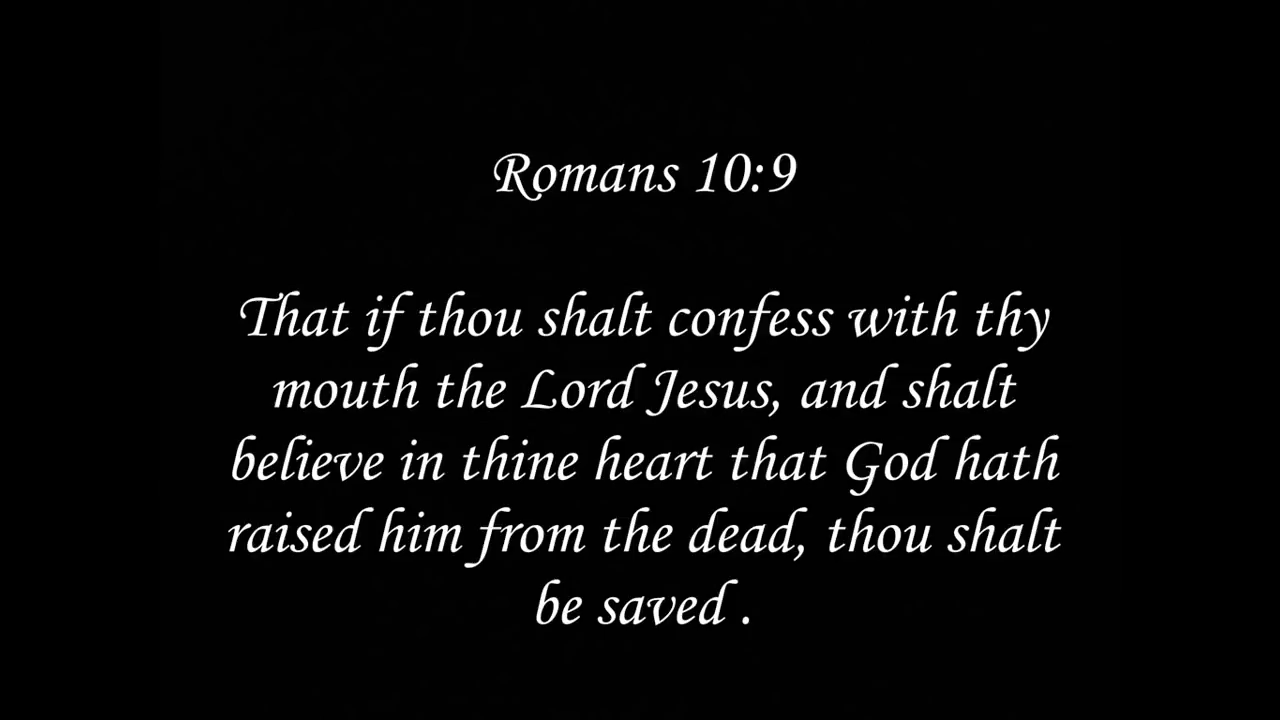 Romans 10:9
That if thou shalt confess with thy
mouth the Lord Jesus, and shalt
believe in thine heart that God hath
raised him from the dead, thou shalt
be saved .